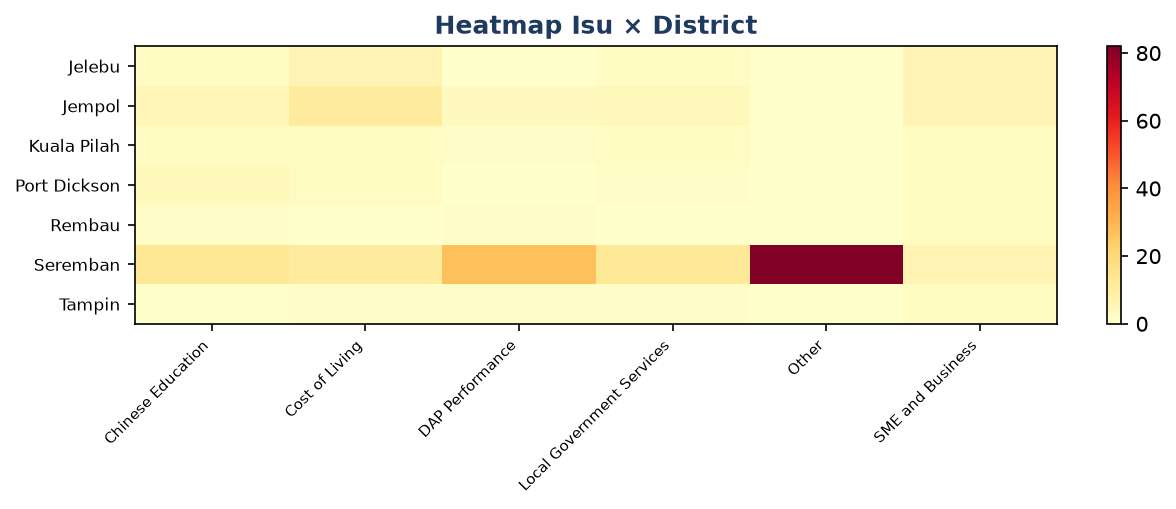 Heatmap Isu × District
Jelebu
Jempol
Kuala Pilah
Port Dickson
Rembau
Seremban
Tampin
Chinese Education
Cost of Living
DAP Performance
Local Government Services
Other
SME and Business
80
60
40
20
0